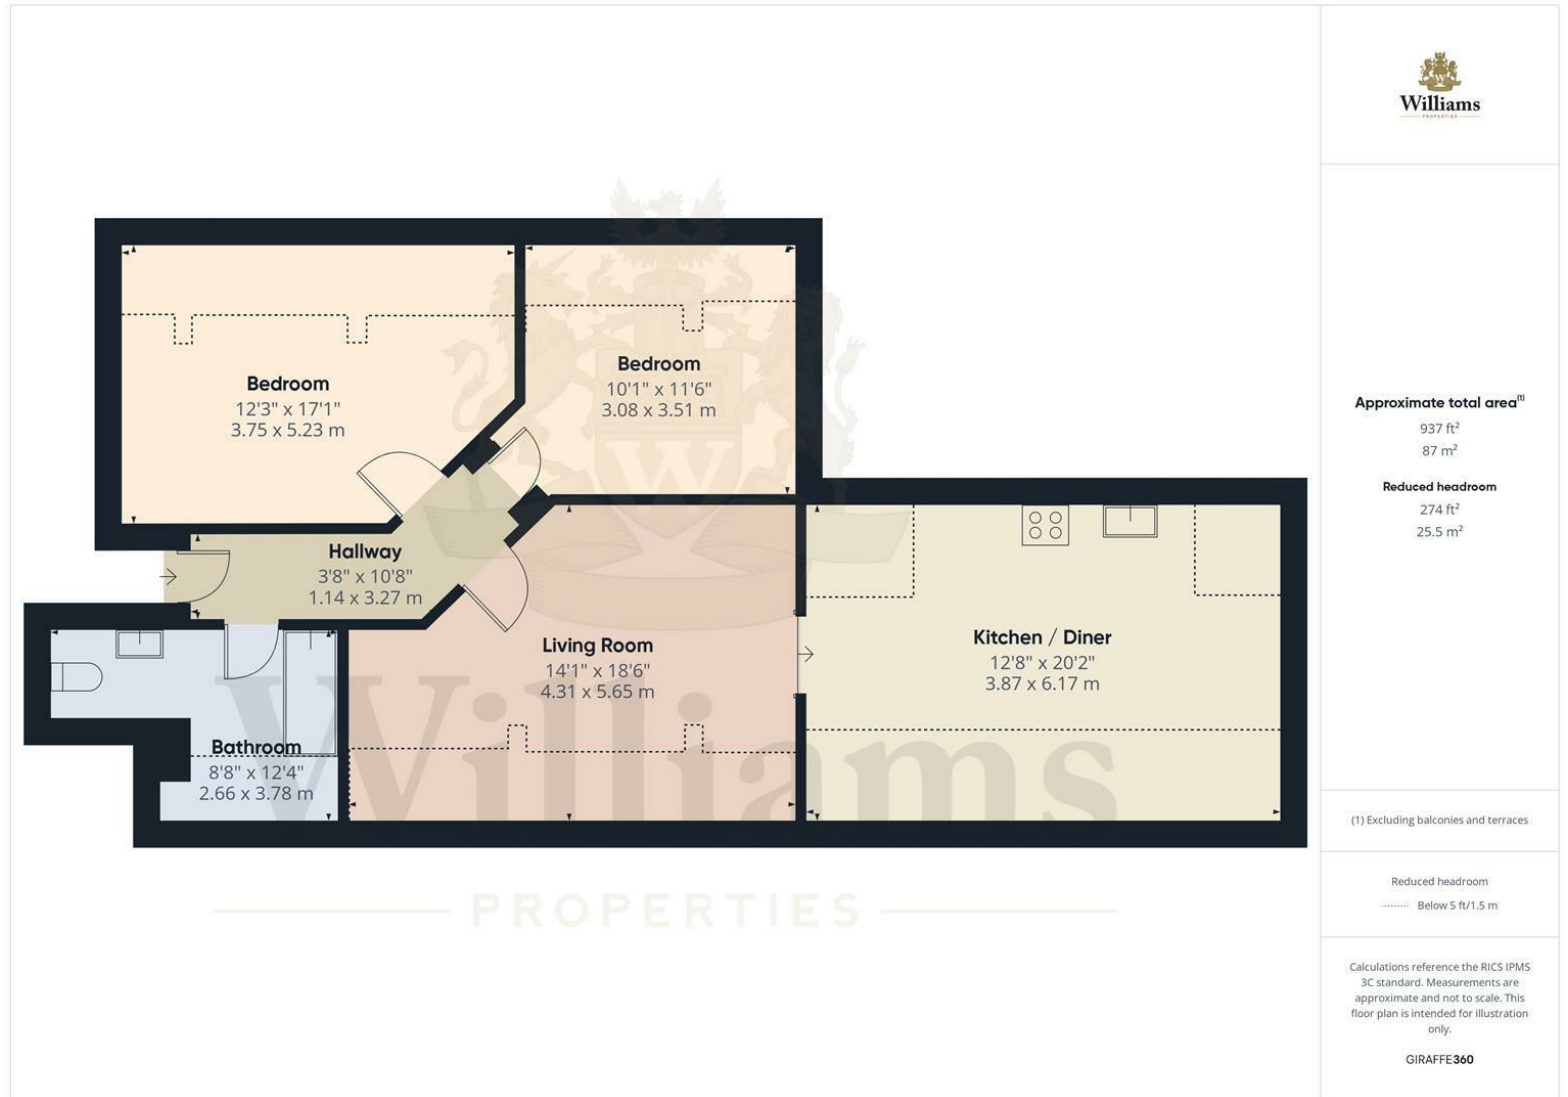 Williams
PROPERTIES
Bedroom
12'3" x 17'1"
3.75 x 5.23 m
Bedroom
10'1" x 11'6"
3.08 x 3.51 m
Hallway
3'8" x 10'8"
1.14 x 3.27 m
Living Room
14'1" x 18'6"
4.31 x 5.65 m
Kitchen / Diner
12'8" x 20'2"
3.87 x 6.17 m
Bathroom
8'8" x 12'4"
2.66 x 3.78 m
W
Williams
PROPERTIES
Approximate total area(1)
937 ft²
87 m²
Reduced headroom
274 ft²
25.5 m²
(1) Excluding balconies and terraces
Reduced headroom
Below 5 ft/1.5 m
Calculations reference the RICS IPMS
3C standard. Measurements are
approximate and not to scale. This
floor plan is intended for illustration
only.
GIRAFFE360